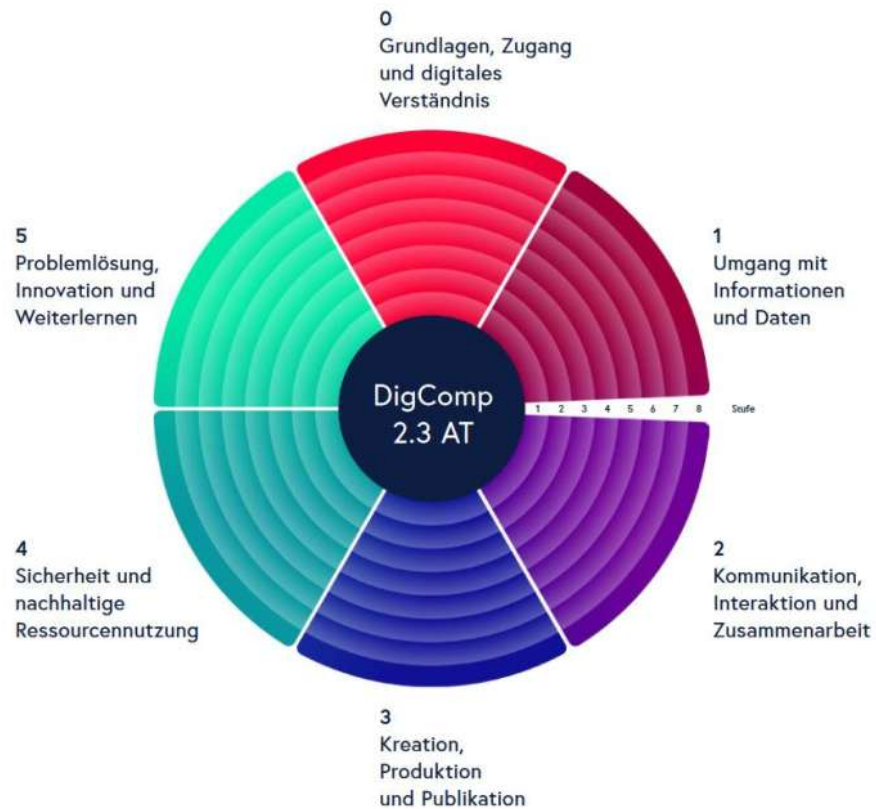 0
Grundlagen, Zugang
und digitales
Verständnis
1
Umgang mit
Informationen
und Daten
2
Kommunikation,
Interaktion und
Zusammenarbeit
3
Kreation,
Produktion
und Publikation
4
Sicherheit und
nachhaltige
Ressourcennutzung
5
Problemlösung,
Innovation und
Weiterlernen
DigComp
2.3 AT
1 2 3 4 5 6 7 8 Stufe